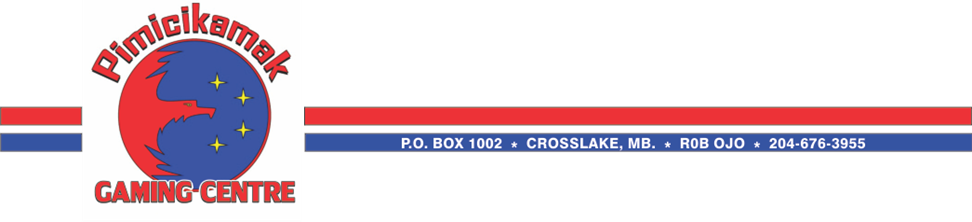 Pimicikamak
P.O. BOX 1002 * CROSSLAKE, MB. * R0B OJO * 204-676-3955
GAMING CENTRE